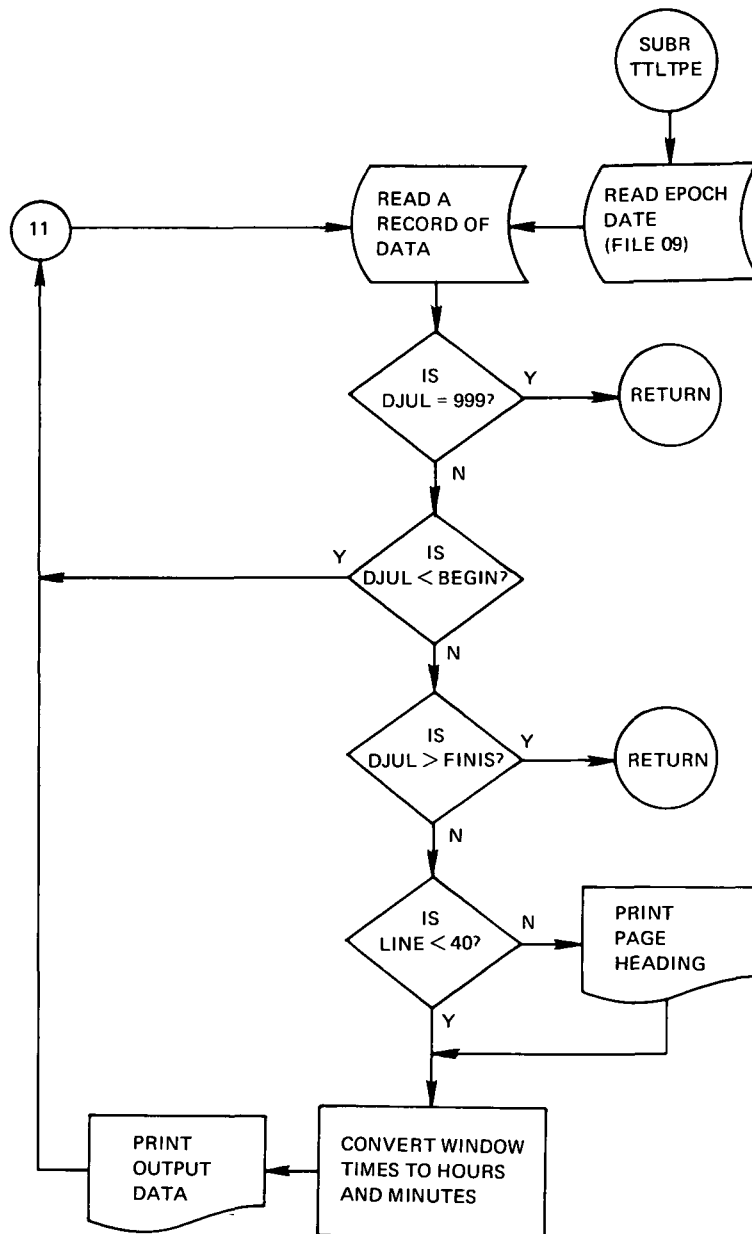 SUBR
TTLTPE
READ EPOCH
DATE
(FILE 09)
READ A
RECORD OF
DATA
11
IS
DJUL = 999?
Y
RETURN
N
IS
DJUL < BEGIN?
Y
N
IS
DJUL > FINIS?
Y
RETURN
N
IS
LINE < 40?
N
PRINT
PAGE
HEADING
Y
CONVERT WINDOW
TIMES TO HOURS
AND MINUTES
PRINT
OUTPUT
DATA